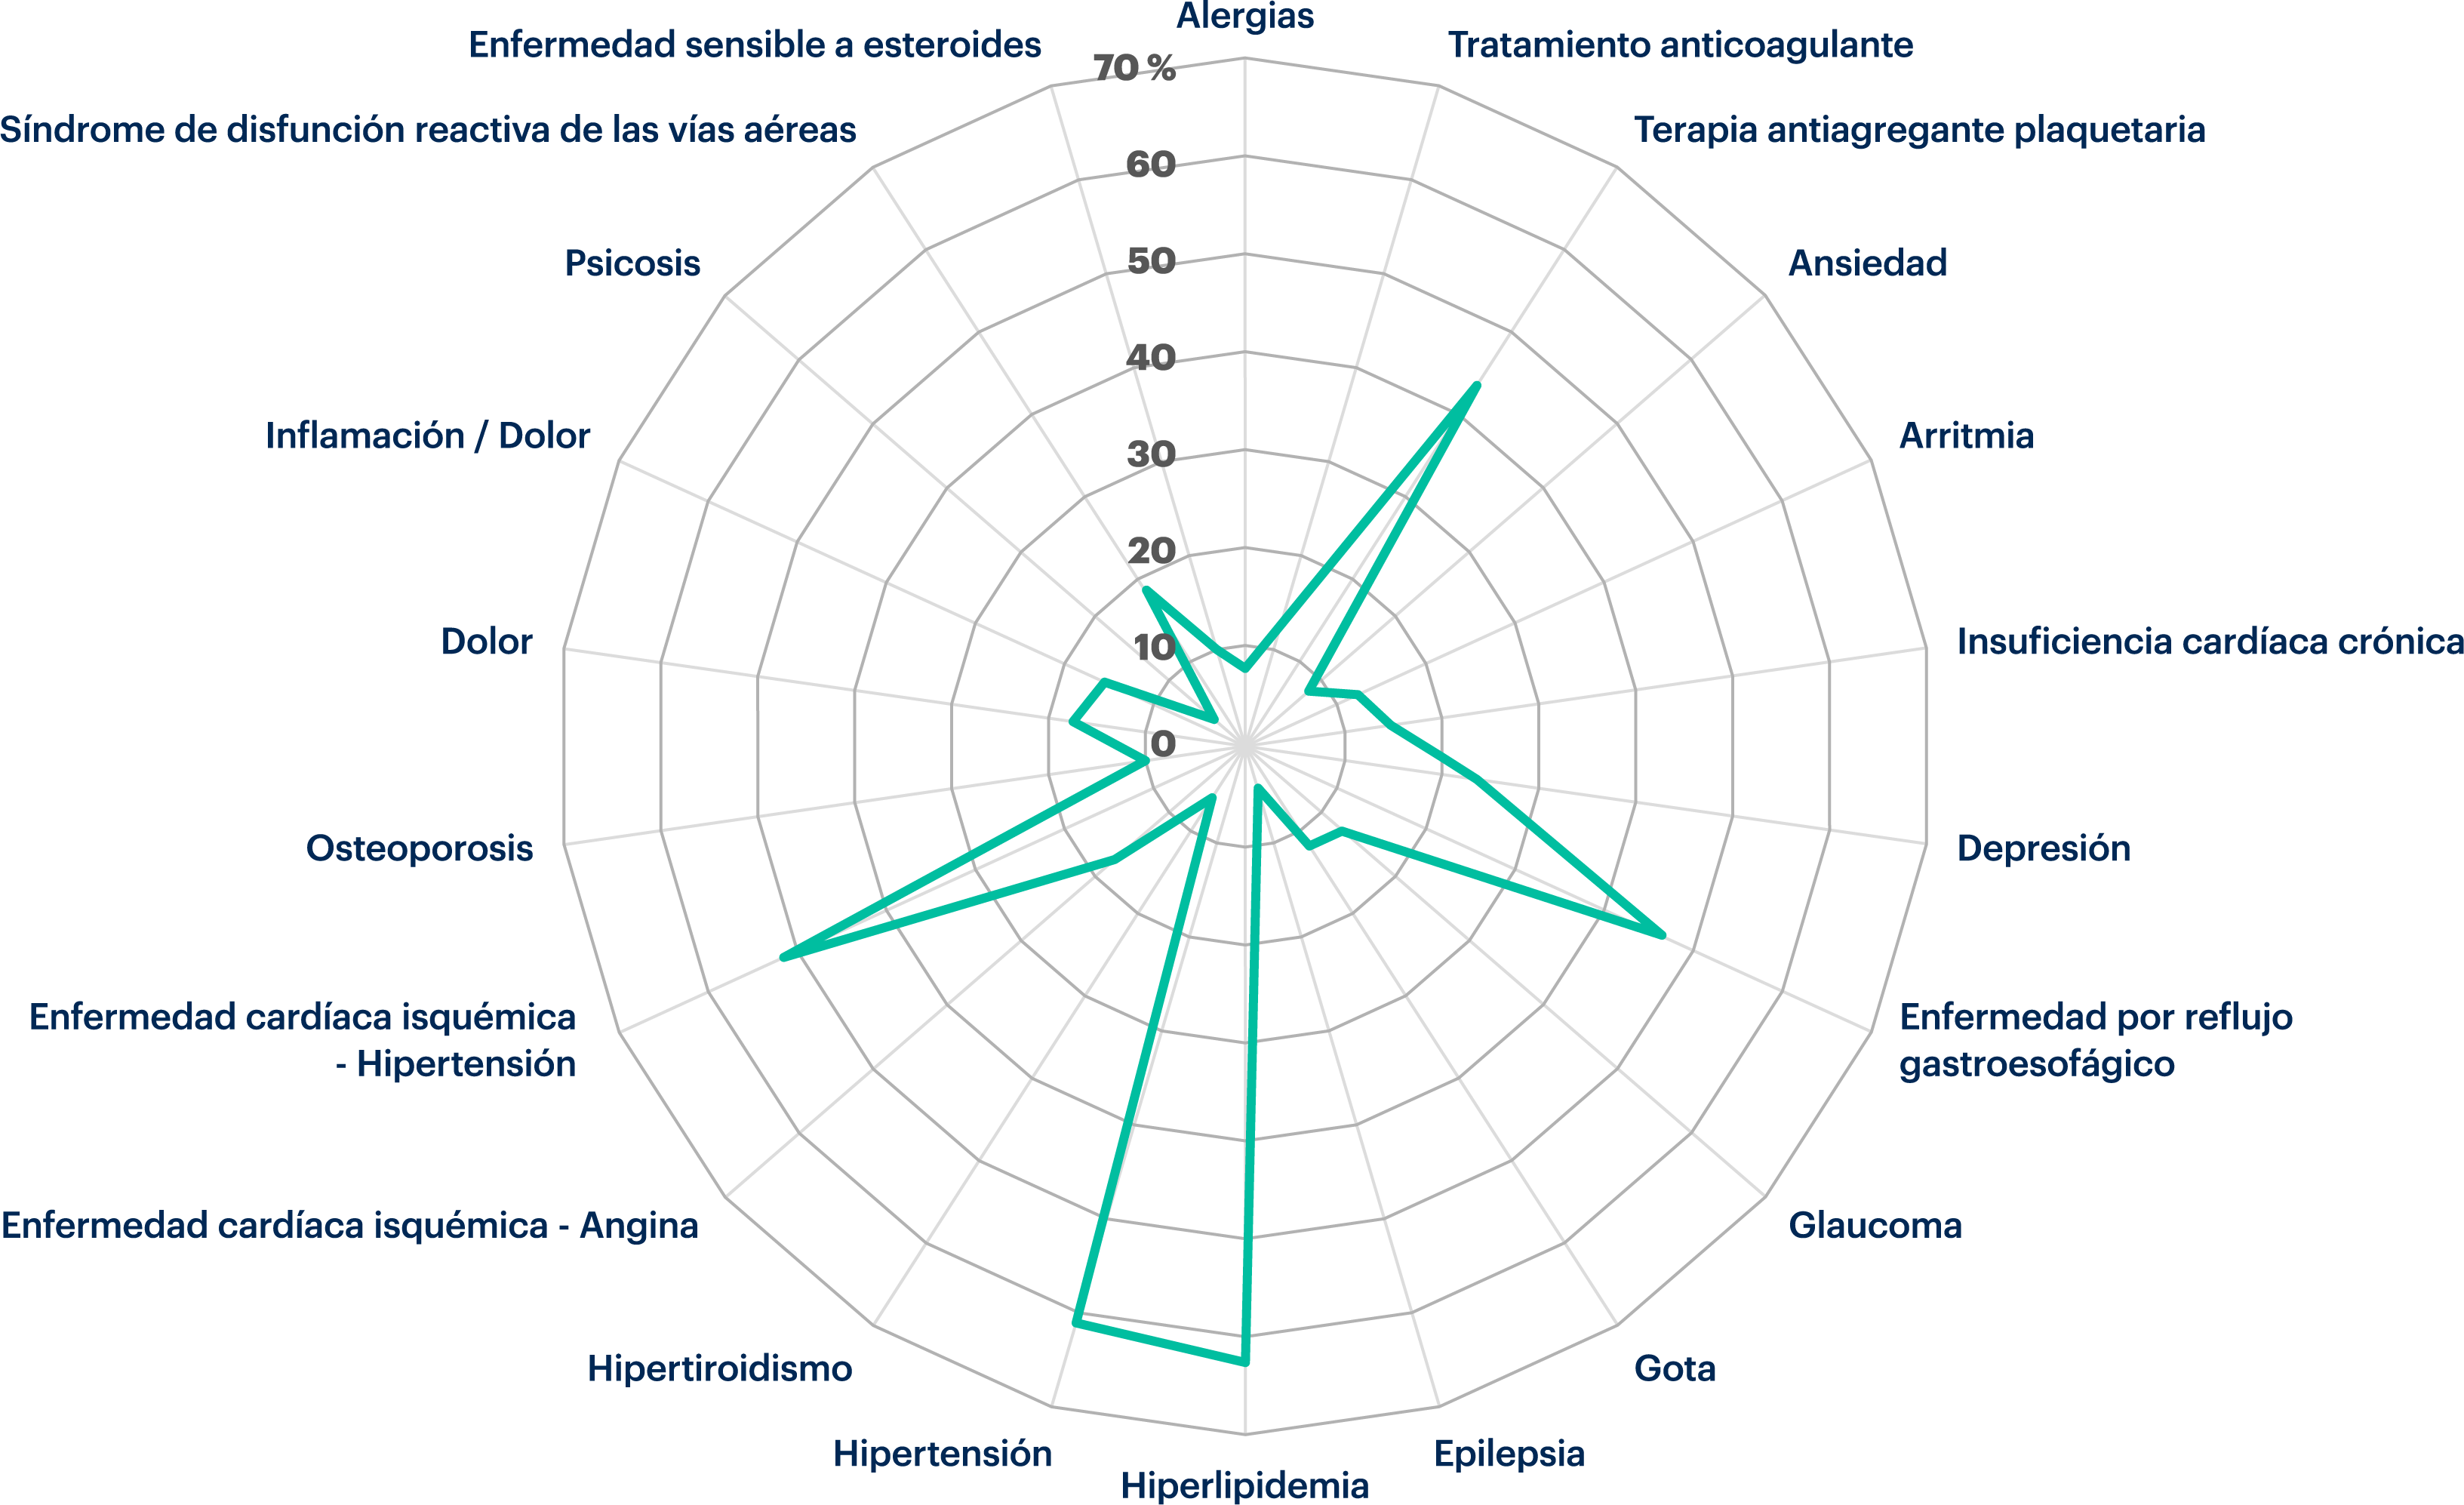 Alergias
Enfermedad sensible a esteroides
Tratamiento anticoagulante
70 %
Síndrome de disfunción reactiva de las vías aéreas
Terapia antiagregante plaquetaria
60
Psicosis
50
Ansiedad
40
Inflamación / Dolor
30
Arritmia
20
Dolor
10
Insuficiencia cardíaca crónica
0
Osteoporosis
Depresión
Enfermedad cardíaca isquémica
- Hipertensión
Enfermedad por reflujo
gastroesofágico
Enfermedad cardíaca isquémica - Angina
Glaucoma
Hipertiroidismo
Gota
Hipertensión
Epilepsia
Hiperlipidemia